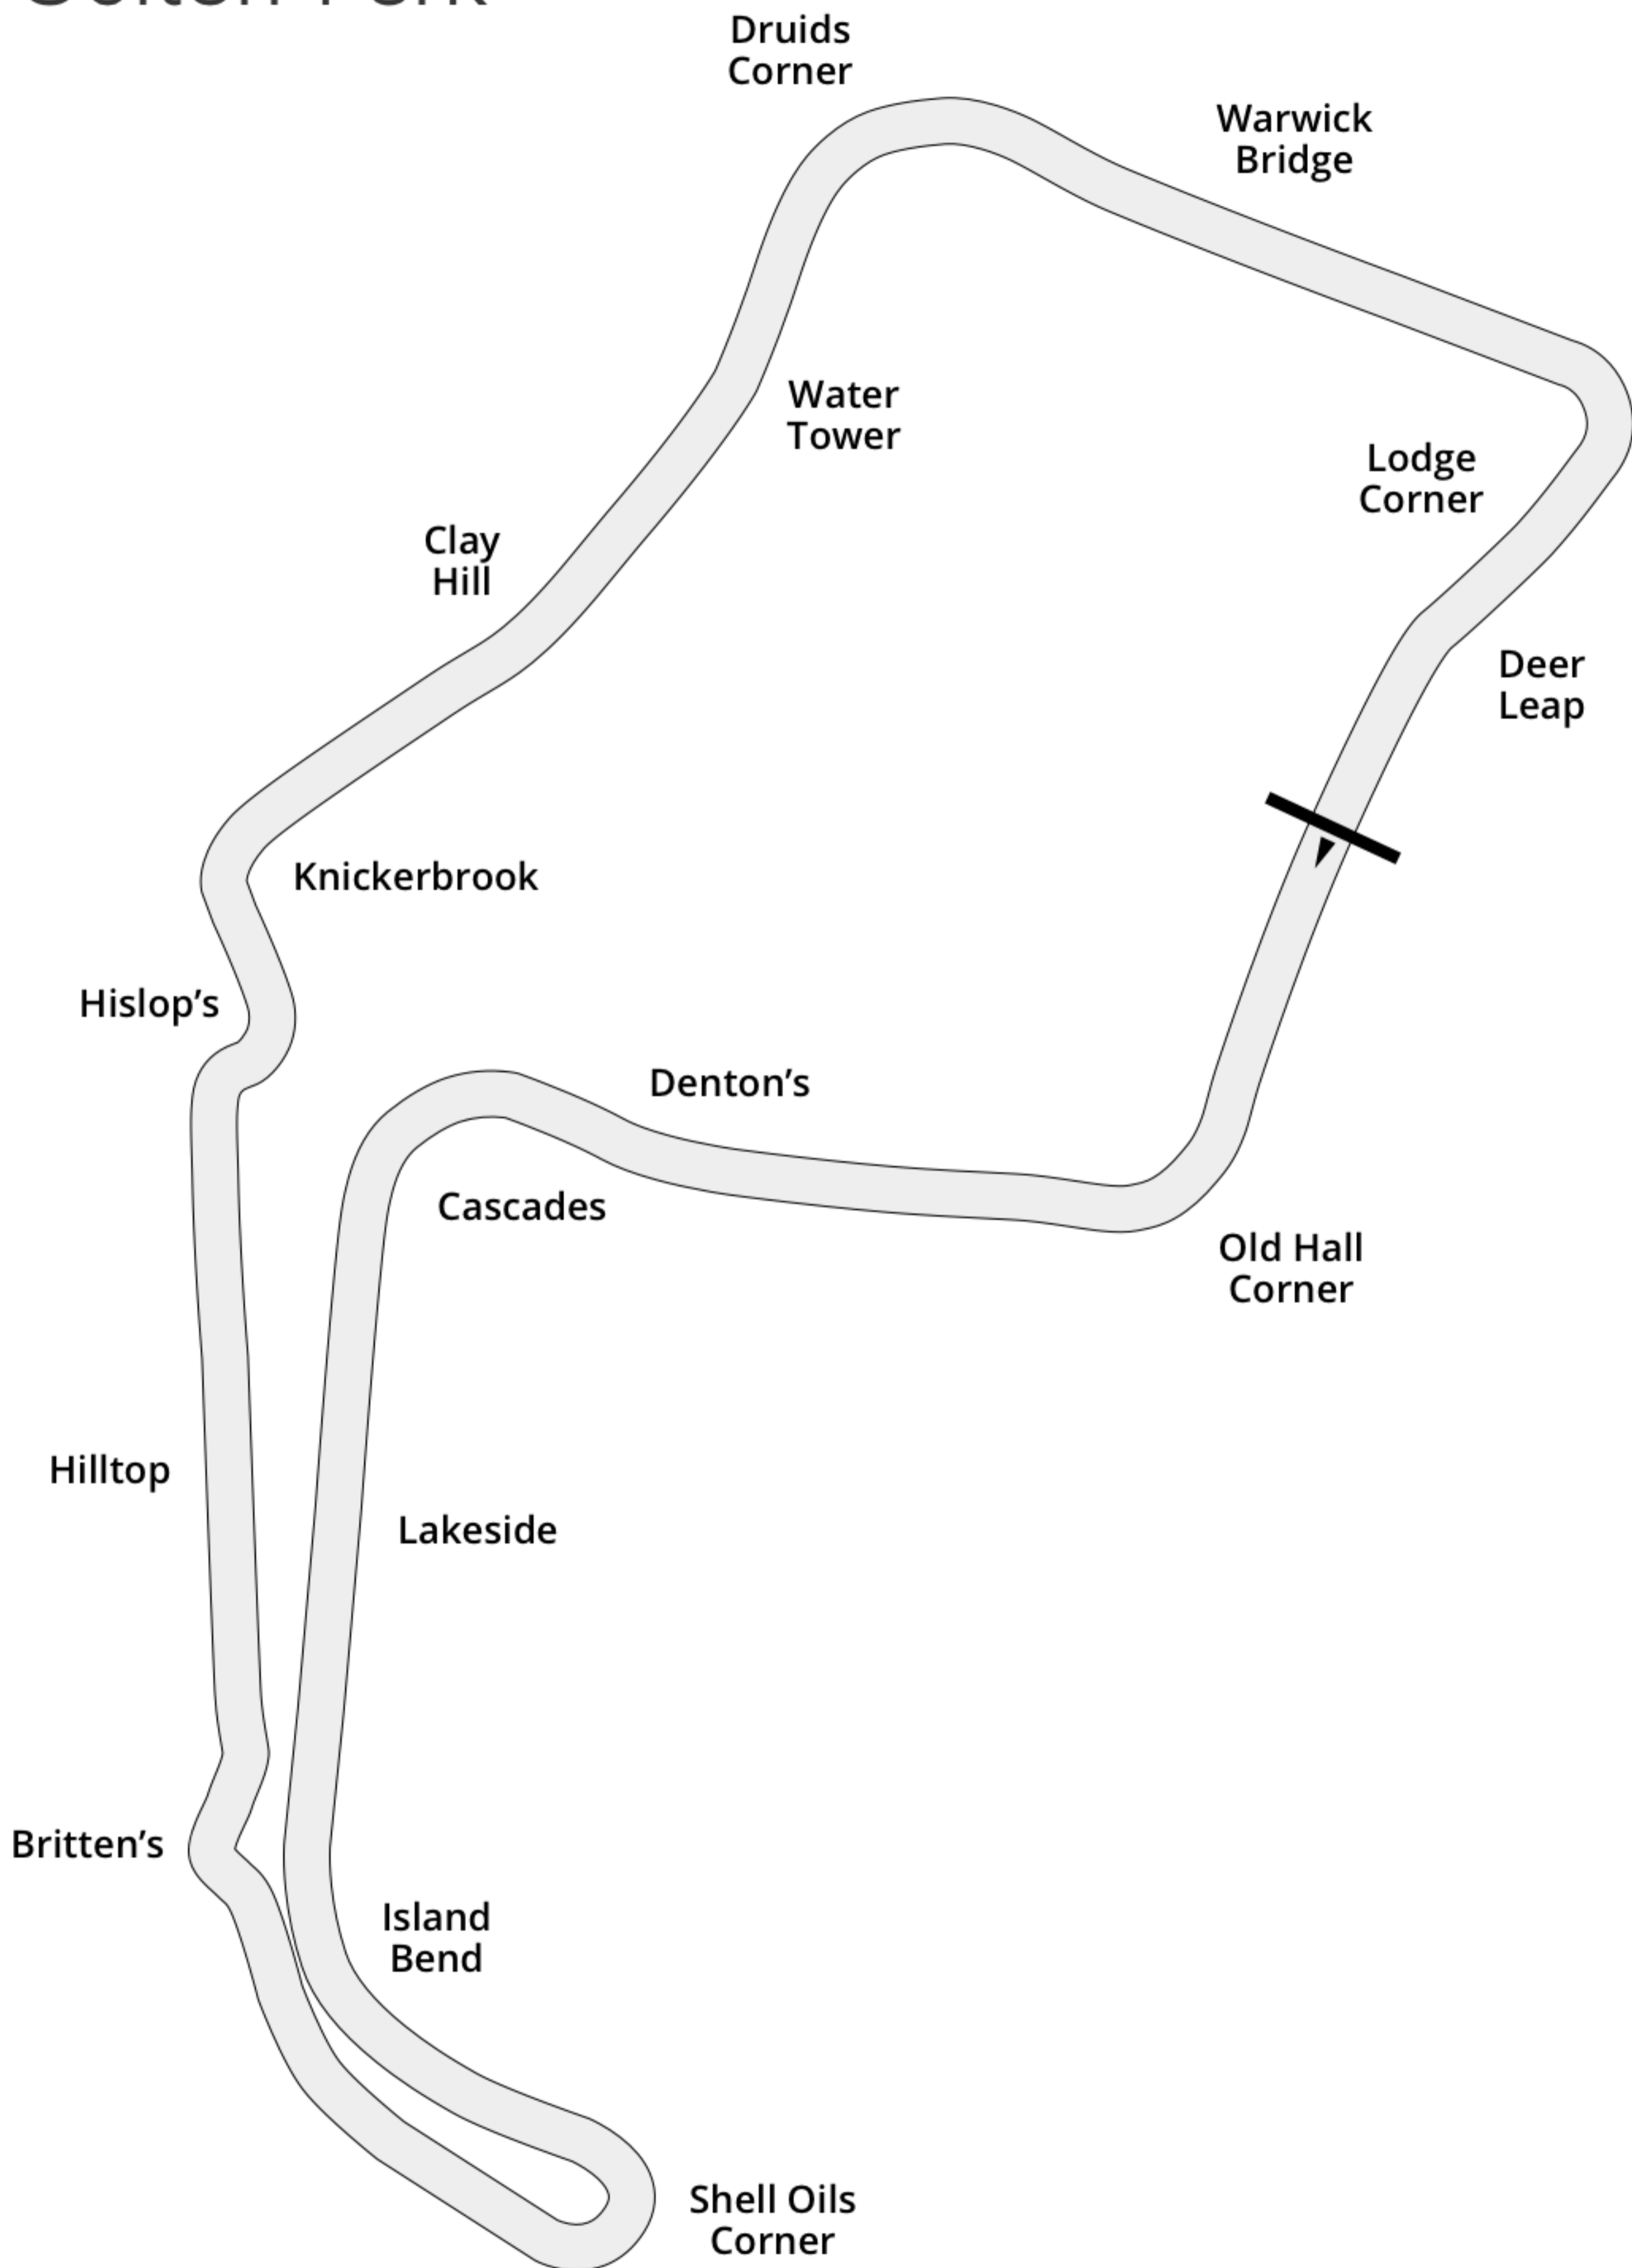 Druids
Corner
Warwick
Bridge
Water
Tower
Lodge
Corner
Clay
Hill
Deer
Leap
Knickerbrook
Hislop’s
Denton’s
Cascades
Old Hall
Corner
Hilltop
Lakeside
Britten’s
Island
Bend
Shell Oils
Corner